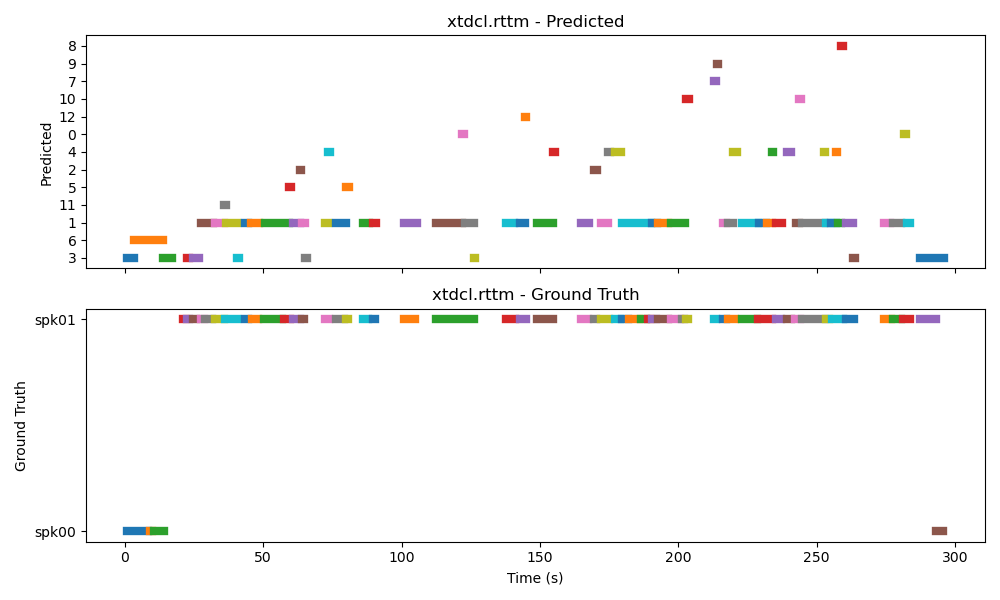 xtdcl.rttm - Predicted
Predicted
8
9
7
10
12
0
4
2
5
11
1
6
3
xtdcl.rttm - Ground Truth
Ground Truth
spk01
spk00
0 50 100 150 200 250 300
Time (s)